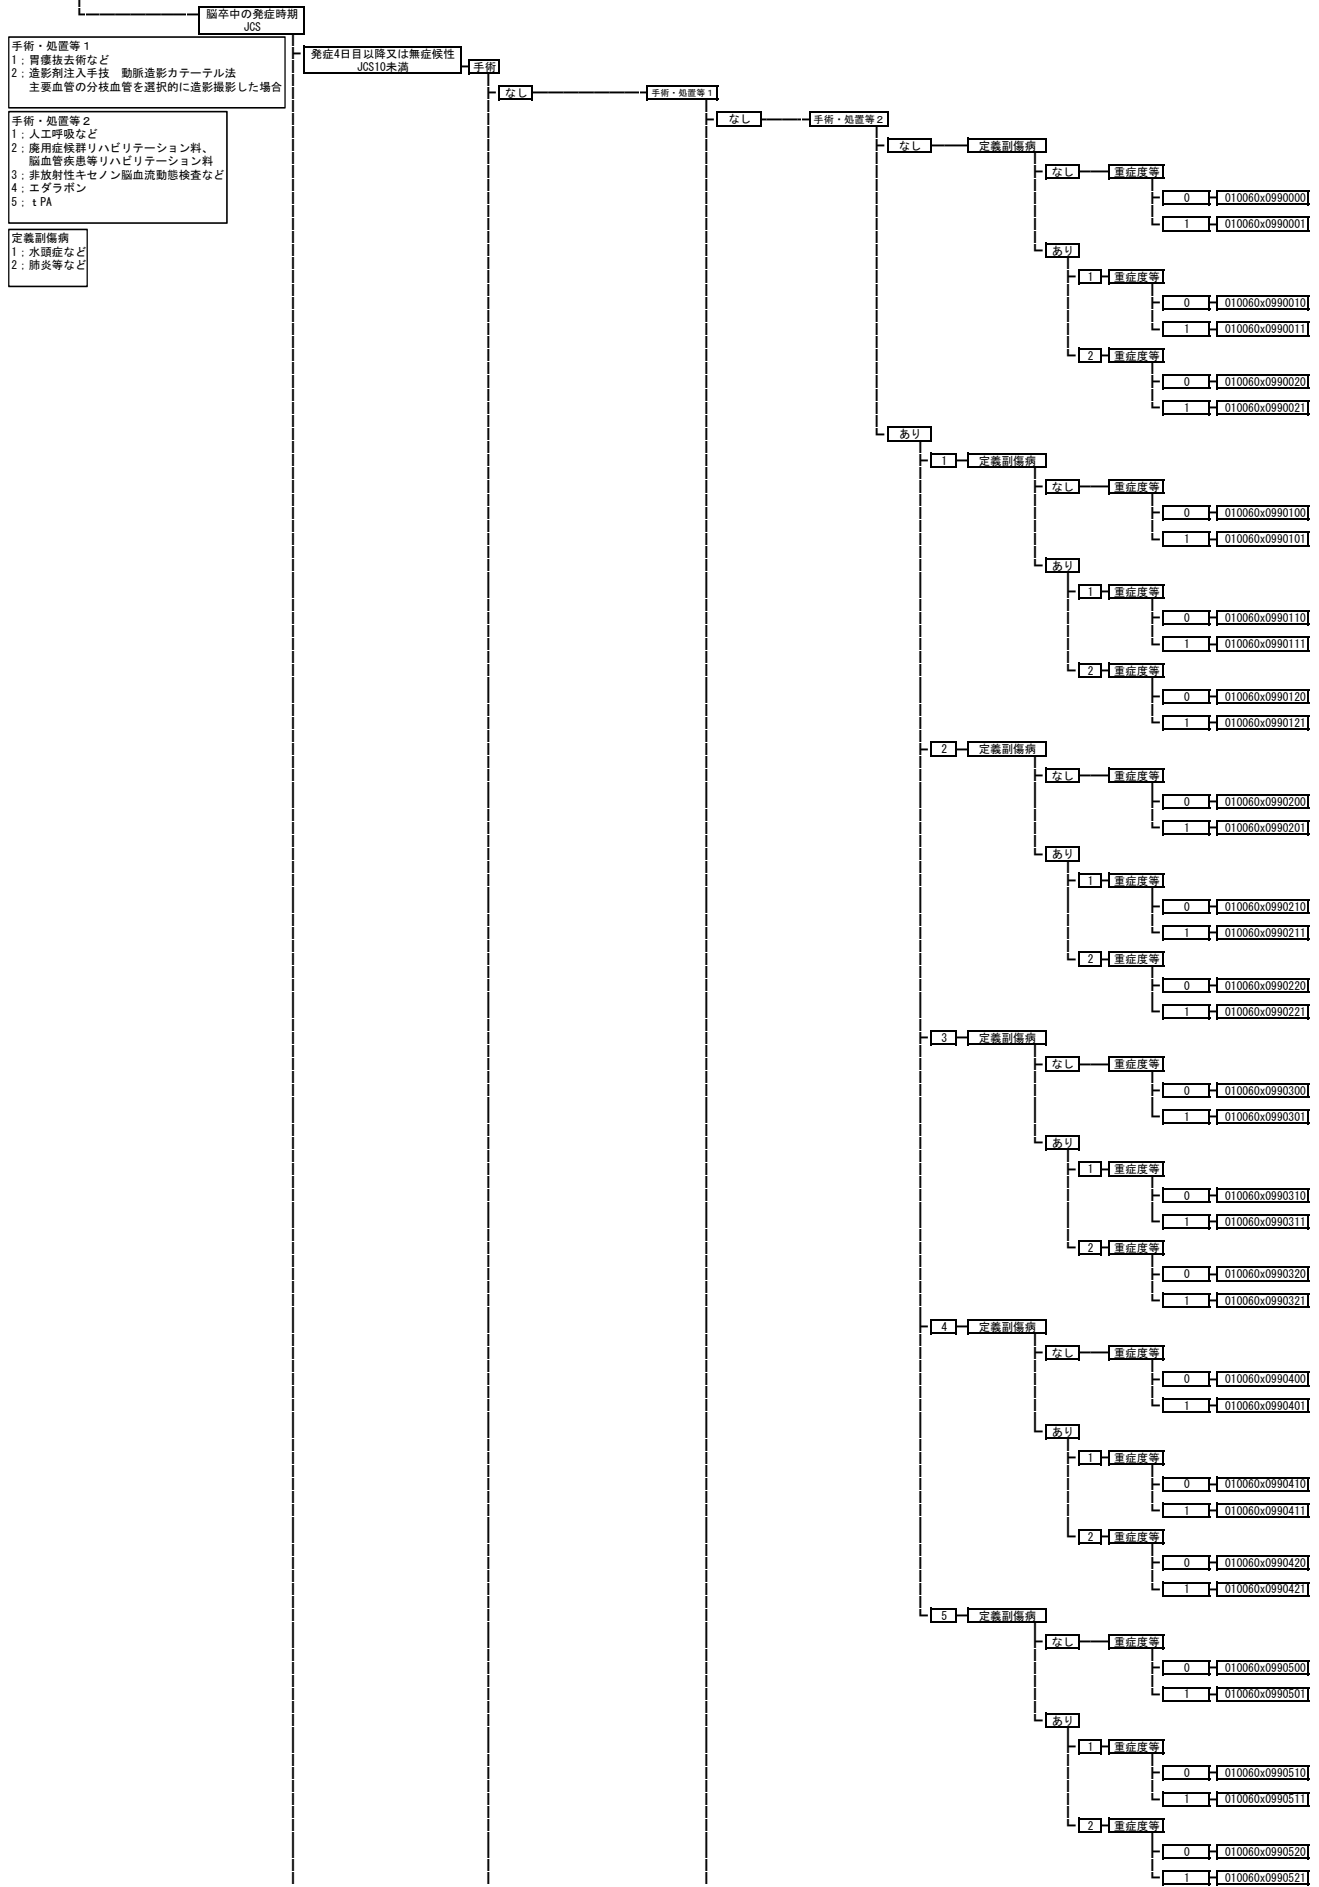 脳卒中の発症時期
JCS
手術・処置等1
1;胃瘻抜去術など
2;造影剤注入手技 動脈造影カテーテル法
主要血管の分枝血管を選択的に造影撮影した場合
発症4日目以降又は無症候性
JCS10未満
手術
なし
手術・処置等1
なし
手術・処置等2
手術・処置等2
1;人工呼吸など
2;廃用症候群リハビリテーション料、
脳血管疾患等リハビリテーション料
3;非放射性キセノン脳血流動態検査など
4;エダラボン
5;tPA
定義副傷病
1;水頭症など
2;肺炎等など
なし 定義副傷病
なし 重症度等
0 010060x0990000
1 010060x0990001
あり
1 重症度等
0 010060x0990010
1 010060x0990011
2 重症度等
0 010060x0990020
1 010060x0990021
あり
1 定義副傷病
なし 重症度等
0 010060x0990100
1 010060x0990101
あり
1 重症度等
0 010060x0990110
1 010060x0990111
2 重症度等
0 010060x0990120
1 010060x0990121
2 定義副傷病
なし 重症度等
0 010060x0990200
1 010060x0990201
あり
1 重症度等
0 010060x0990210
1 010060x0990211
2 重症度等
0 010060x0990220
1 010060x0990221
3 定義副傷病
なし 重症度等
0 010060x0990300
1 010060x0990301
あり
1 重症度等
0 010060x0990310
1 010060x0990311
2 重症度等
0 010060x0990320
1 010060x0990321
4 定義副傷病
なし 重症度等
0 010060x0990400
1 010060x0990401
あり
1 重症度等
0 010060x0990410
1 010060x0990411
2 重症度等
0 010060x0990420
1 010060x0990421
5 定義副傷病
なし 重症度等
0 010060x0990500
1 010060x0990501
あり
1 重症度等
0 010060x0990510
1 010060x0990511
2 重症度等
0 010060x0990520
1 010060x0990521